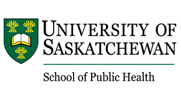 UNIVERSITY OF
SASKATCHEWAN
School of Public Health